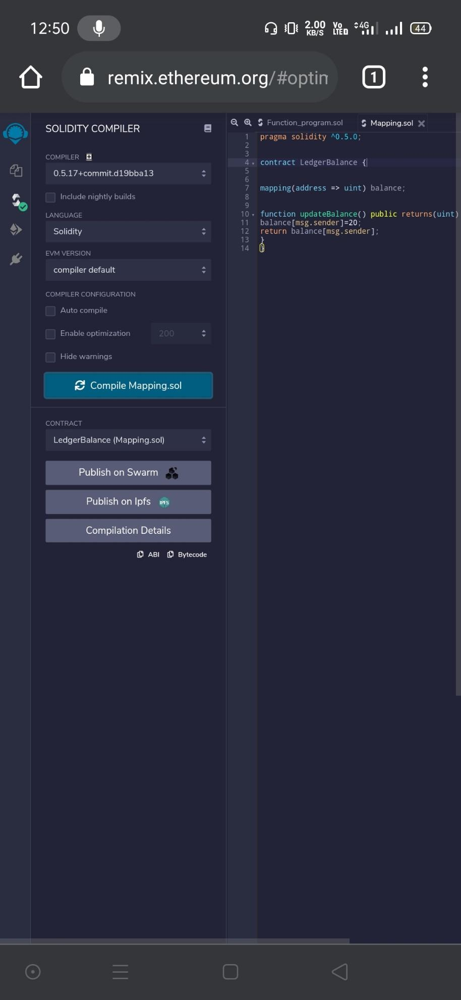 12:50
2.00 KB/S
Vo LTE
4G
44
remix.ethereum.org/#optim
1
SOLIDITY COMPILER
COMPILER
0.5.17+commit.d19bba13
Include nightly builds
LANGUAGE
Solidity
EVM VERSION
compiler default
COMPILER CONFIGURATION
Auto compile
Enable optimization
200
Hide warnings
Compile Mapping.sol
CONTRACT
LedgerBalance (Mapping.sol)
Publish on Swarm
Publish on Ipfs
IPFS
Compilation Details
ABI
Bytecode
Function_program.sol
Mapping.sol
1 pragma solidity ^0.5.0;
2
3
4 contract LedgerBalance {
5
6
7 mapping(address => uint) balance;
8
9
10 function updateBalance() public returns(uint)
11 balance[msg.sender]=20;
12 return balance[msg.sender];
13 }
14 }